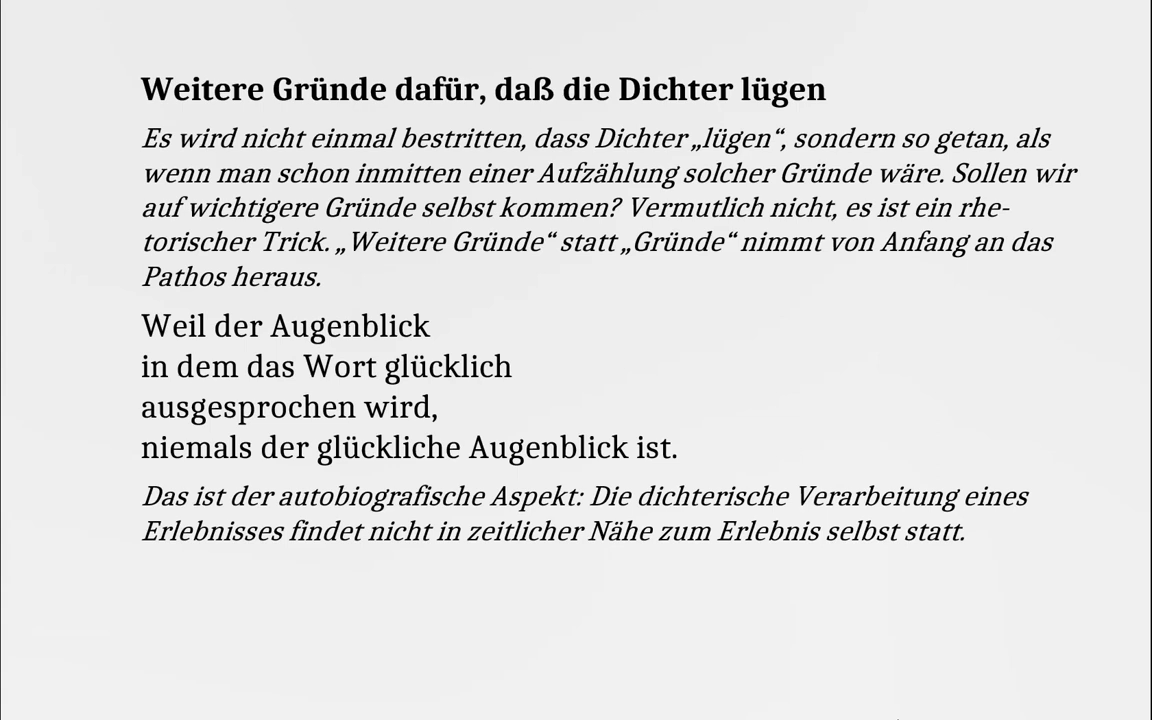 Weitere Gründe dafür, daß die Dichter lügen
Es wird nicht einmal bestritten, dass Dichter „lügen“, sondern so getan, als
wenn man schon inmitten einer Aufzählung solcher Gründe wäre. Sollen wir
auf wichtigere Gründe selbst kommen? Vermutlich nicht, es ist ein rhe-
torischer Trick. „Weitere Gründe“ statt „Gründe“ nimmt von Anfang an das
Pathos heraus.
Weil der Augenblick
in dem das Wort glücklich
ausgesprochen wird,
niemals der glückliche Augenblick ist.
Das ist der autobiografische Aspekt: Die dichterische Verarbeitung eines
Erlebnisses findet nicht in zeitlicher Nähe zum Erlebnis selbst statt.